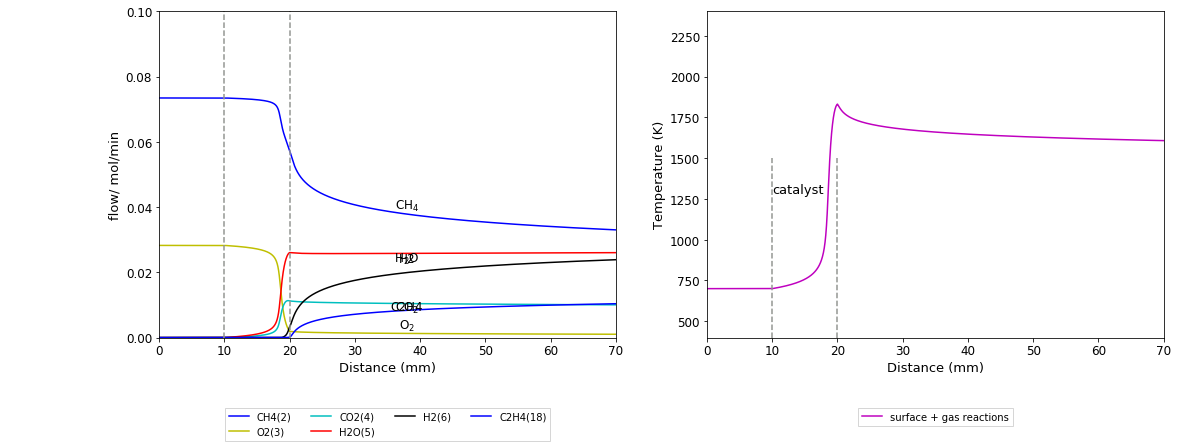 0.10
0.08
0.06
0.04
0.02
0.00
flow/ mol/min
CH₄
O₂
0 10 20 30 40 50 60 70
Distance (mm)
CH4(2) CO2(4) H2(6) C2H4(18)
O2(3) H2O(5)
2250
2000
1750
1500
1250
1000
750
500
Temperature (K)
catalyst
0 10 20 30 40 50 60 70
Distance (mm)
surface + gas reactions